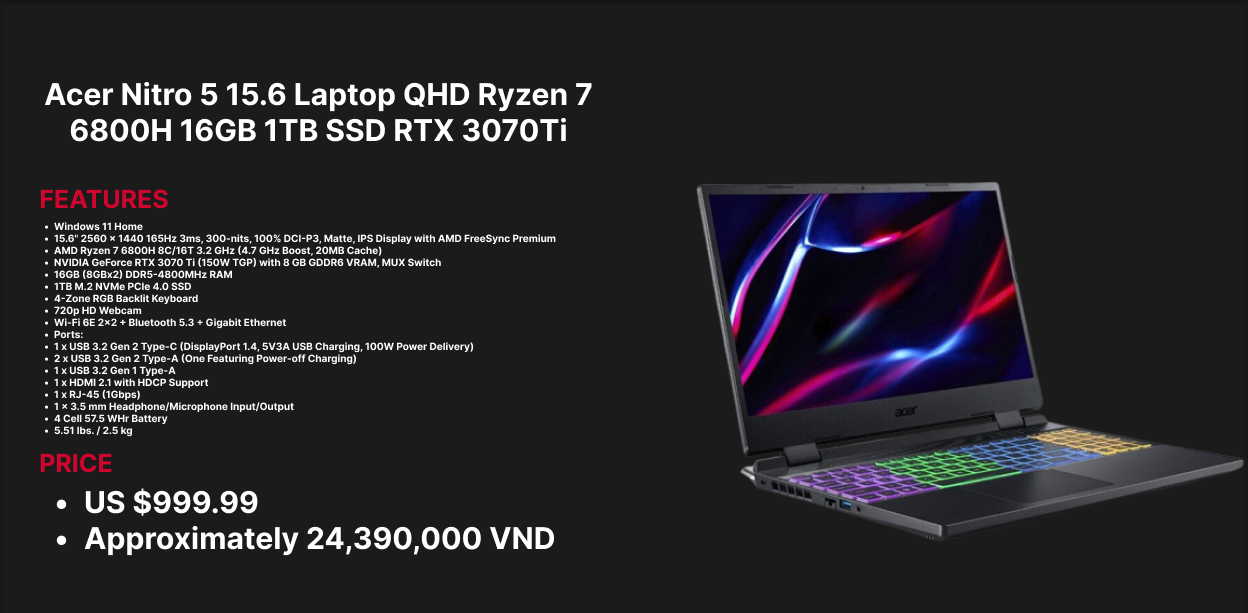 Acer Nitro 5 15.6 Laptop QHD Ryzen 7
6800H 16GB 1TB SSD RTX 3070Ti
FEATURES
• Windows 11 Home
• 15.6" 2560 x 1440 165Hz 3ms, 300-nits, 100% DCI-P3, Matte, IPS Display with AMD FreeSync Premium
• AMD Ryzen 7 6800H 8C/16T 3.2 GHz (4.7 GHz Boost, 20MB Cache)
• NVIDIA GeForce RTX 3070 Ti (150W TGP) with 8 GB GDDR6 VRAM, MUX Switch
• 16GB (8GBx2) DDR5-4800MHz RAM
• 1TB M.2 NVMe PCIe 4.0 SSD
• 4-Zone RGB Backlit Keyboard
• 720p HD Webcam
• Wi-Fi 6E 2x2 + Bluetooth 5.3 + Gigabit Ethernet
• Ports:
• 1 x USB 3.2 Gen 2 Type-C (DisplayPort 1.4, 5V3A USB Charging, 100W Power Delivery)
• 2 x USB 3.2 Gen 2 Type-A (One Featuring Power-off Charging)
• 1 x USB 3.2 Gen 1 Type-A
• 1 x HDMI 2.1 with HDCP Support
• 1 x RJ-45 (1Gbps)
• 1 x 3.5 mm Headphone/Microphone Input/Output
• 4 Cell 57.5 WHr Battery
• 5.51 lbs. / 2.5 kg
PRICE
• US $999.99
• Approximately 24,390,000 VND
acer